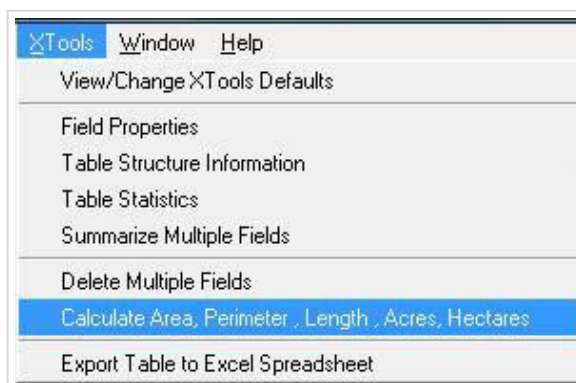 XTools Window Help
View/Change XTools Defaults
Field Properties
Table Structure Information
Table Statistics
Summarize Multiple Fields
Delete Multiple Fields
Calculate Area, Perimeter , Length , Acres, Hectares
Export Table to Excel Spreadsheet